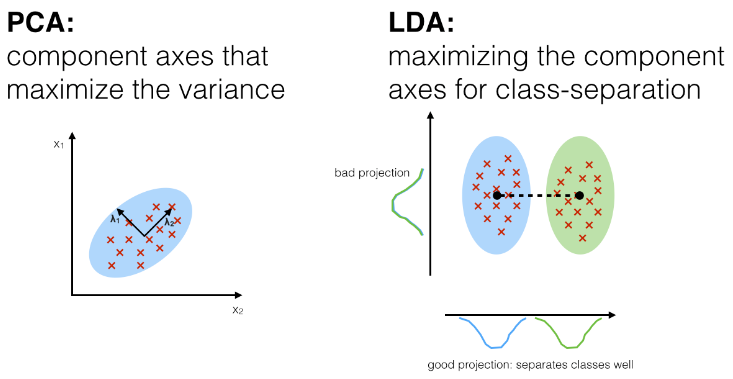 PCA:
component axes that
maximize the variance
x₁
λ₁
λ₂
x₂
LDA:
maximizing the component
axes for class-separation
bad projection
good projection: separates classes well